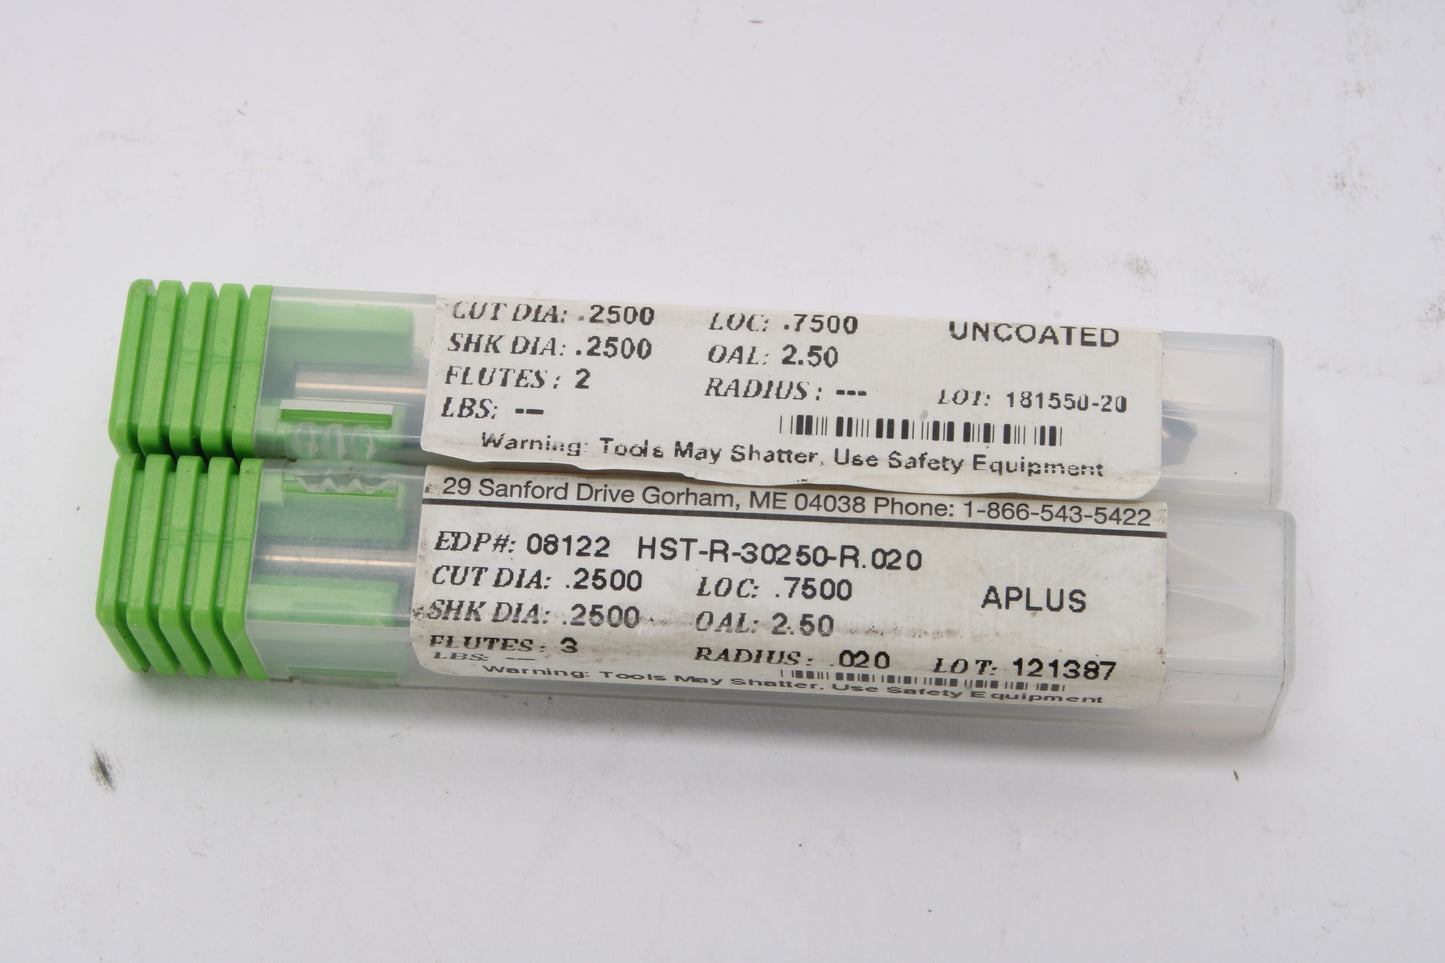 CUT DIA: .2500 LOC: .7500 UNCOATED
SHK DIA: .2500 OAL: 2.50
FLUTES: 2 RADIUS: --- LOT: 181550-20
LBS: ---
Warning: Tools May Shatter, Use Safety Equipment
29 Sanford Drive Gorham, ME 04038 Phone: 1-866-543-5422
EDP#: 08122 HST-R-30250-R.020
CUT DIA: .2500 LOC: .7500 APLUS
SHK DIA: .2500 OAL: 2.50
FLUTES: 3 RADIUS: .020 LOT: 121387
LBS: ---
Warning: Tools May Shatter, Use Safety Equipment